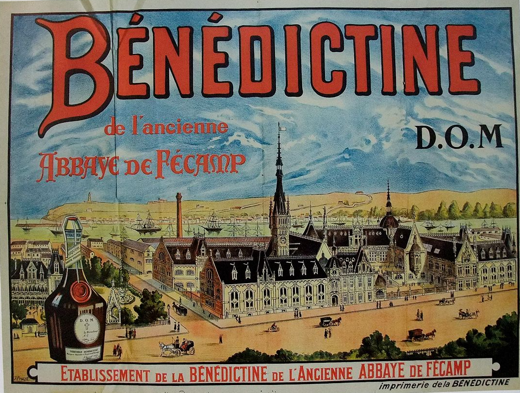 BÉNÉDICTINE
de l'ancienne
ABBAYE DE FÉCAMP
D.O.M
D.O.M
ETABLISSEMENT DE LA BÉNÉDICTINE DE L'ANCIENNE ABBAYE DE FÉCAMP
imprimerie de la BÉNÉDICTINE